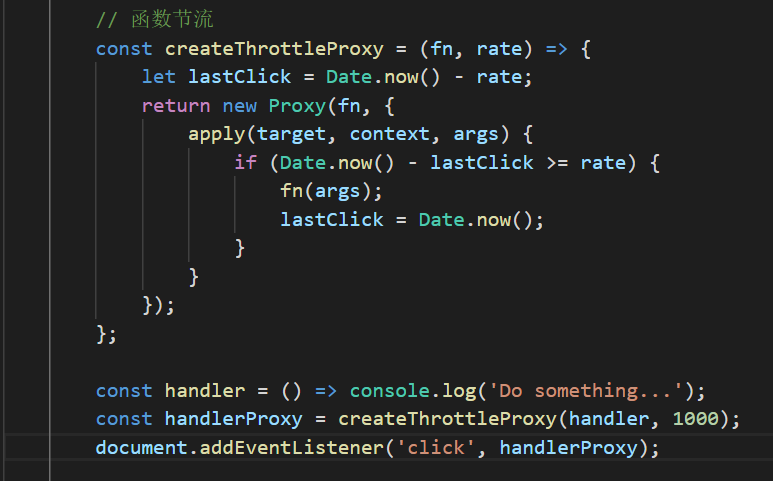 // 函数节流
const createThrottleProxy = (fn, rate) => {
let lastClick = Date.now() - rate;
return new Proxy(fn, {
apply(target, context, args) {
if (Date.now() - lastClick >= rate) {
fn(args);
lastClick = Date.now();
}
}
});
};
const handler = () => console.log('Do something...');
const handlerProxy = createThrottleProxy(handler, 1000);
document.addEventListener('click', handlerProxy);